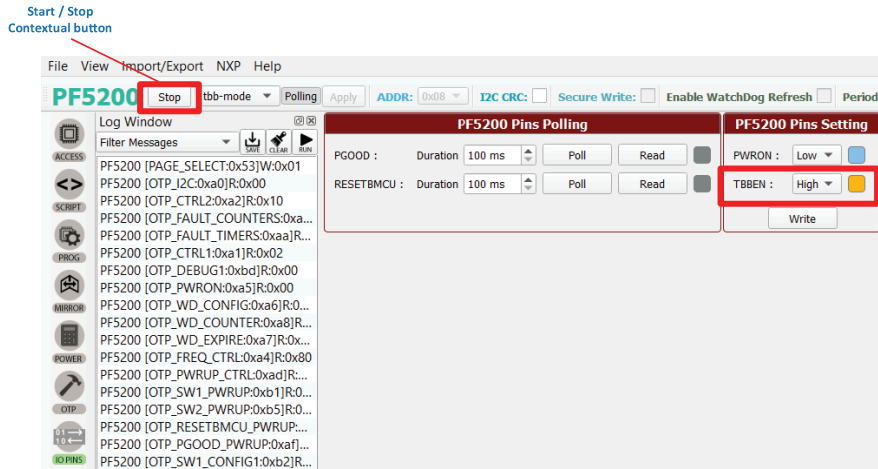 Start / Stop
Contextual button
File View Import/Export NXP Help
PF5200 Stop tbb-mode Polling Apply ADDR: 0x08 I2C CRC: Secure Write: Enable WatchDog Refresh Period
Log Window
Filter Messages SAVE CLEAR RUN
PF5200 [PAGE_SELECT:0x53]W:0x01
PF5200 [OTP_I2C:0xa0]R:0x00
PF5200 [OTP_CTRL2:0xa2]R:0x10
PF5200 [OTP_FAULT_COUNTERS:0xa...
PF5200 [OTP_FAULT_TIMERS:0xaa]R...
PF5200 [OTP_CTRL1:0xa1]R:0x02
PF5200 [OTP_DEBUG1:0xbd]R:0x00
PF5200 [OTP_PWRON:0xa5]R:0x00
PF5200 [OTP_WD_CONFIG:0xa6]R:0...
PF5200 [OTP_WD_COUNTER:0xa8]R...
PF5200 [OTP_WD_EXPIRE:0xa7]R:0x...
PF5200 [OTP_FREQ_CTRL:0xa4]R:0x80
PF5200 [OTP_PWRUP_CTRL:0xad]R:...
PF5200 [OTP_SW1_PWRUP:0xb1]R:0...
PF5200 [OTP_SW2_PWRUP:0xb5]R:0...
PF5200 [OTP_RESETBMCU_PWRUP:...
PF5200 [OTP_PGOOD_PWRUP:0xaf]...
PF5200 [OTP_SW1_CONFIG1:0xb2]R...
ACCESS
SCRIPT
PROG
MIRROR
POWER
OTP
01
10
IO PINS
PF5200 Pins Polling
PGOOD : Duration 100 ms Poll Read
RESETBMCU : Duration 100 ms Poll Read
PF5200 Pins Setting
PWRON : Low
TBBEN : High
Write